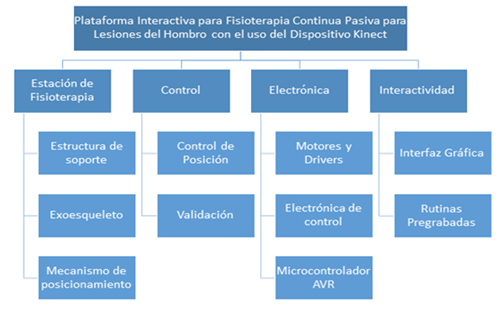 Plataforma Interactiva para Fisioterapia Continua Pasiva para
Lesiones del Hombro con el uso del Dispositivo Kinect
Estación de
Fisioterapia
Control
Electrónica
Interactividad
Estructura de
soporte
Control de
Posición
Motores y
Drivers
Interfaz Gráfica
Exoesqueleto
Validación
Electrónica de
control
Rutinas
Pregrabadas
Mecanismo de
posicionamiento
Microcontrolador
AVR